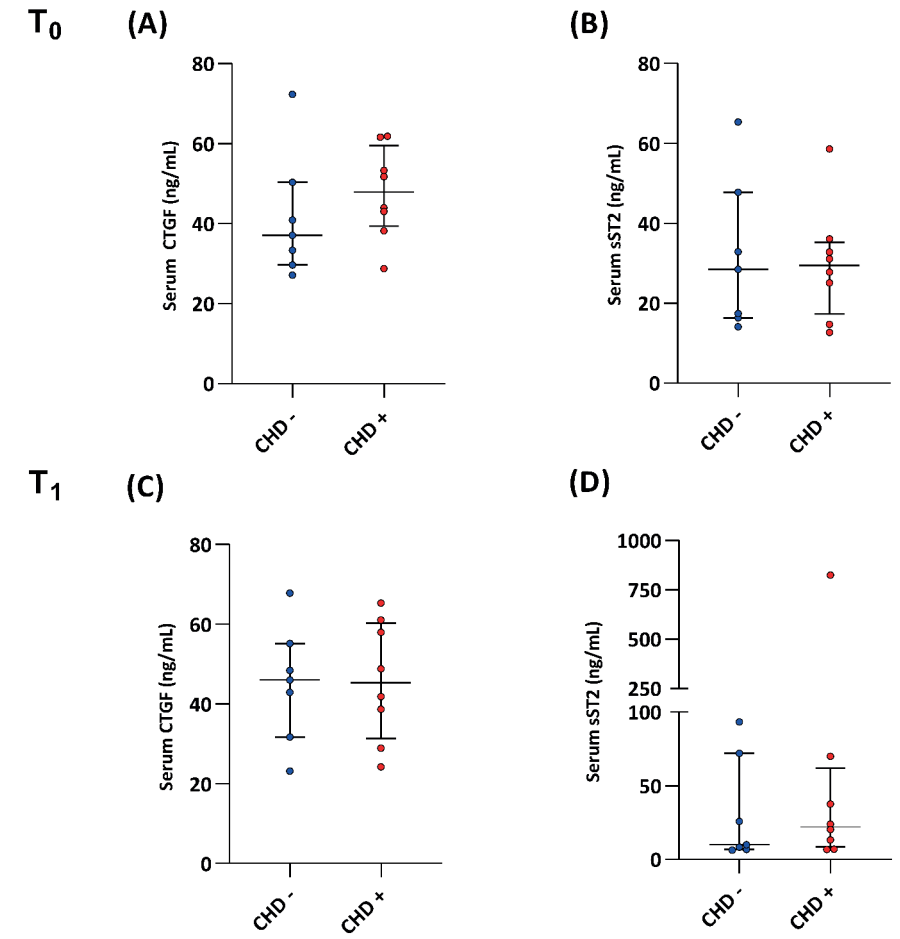 T0 (A) (B)
80
60
40
20
0
Serum CTGF (ng/mL)
CHD -
CHD +
80
60
40
20
0
Serum sST2 (ng/mL)
CHD -
CHD +
T1 (C) (D)
80
60
40
20
0
Serum CTGF (ng/mL)
CHD -
CHD +
1000
750
500
250
100
50
0
Serum sST2 (ng/mL)
CHD -
CHD +